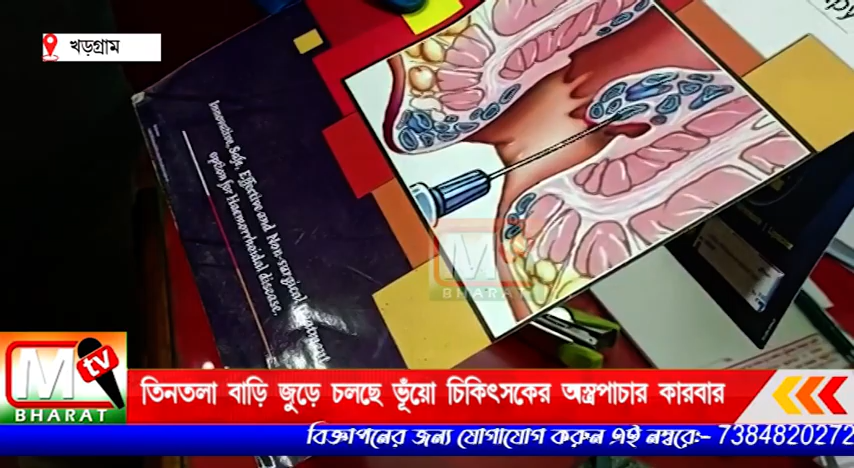 খড়গ্রাম
Innovative, Safe, Effective and Non-surgical treatment
option for Haemorrhoidal disease.
M
BHARAT
M tv
BHARAT
তিনতলা বাড়ি জুড়ে চলছে ভূঁয়ো চিকিৎসকের অস্ত্রপাচার কারবার
বিজ্ঞাপনের জন্য যোগাযোগ করুন এই নম্বরে:- 7384820272